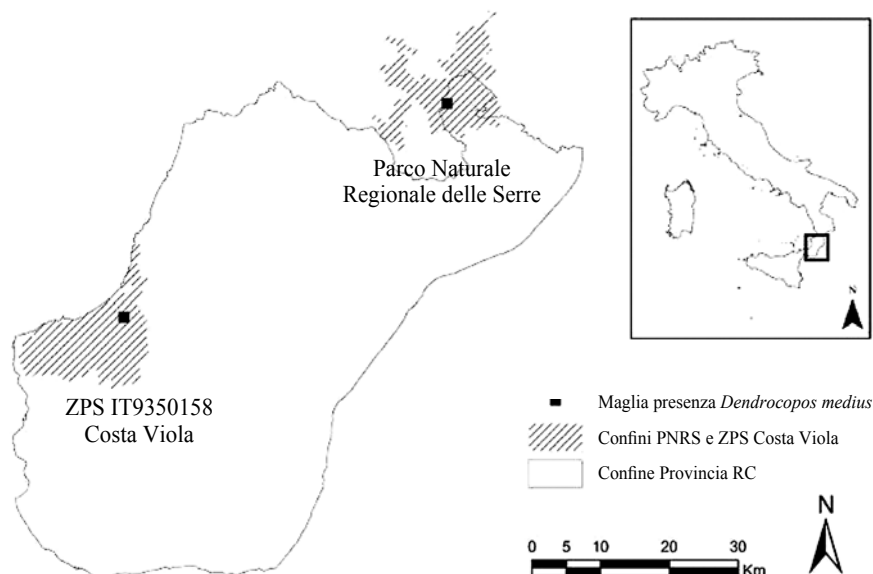 Parco Naturale
Regionale delle Serre
ZPS IT9350158
Costa Viola
N
Maglia presenza Dendrocopos medius
Confini PNRS e ZPS Costa Viola
Confine Provincia RC
N
0 5 10 20 30
Km